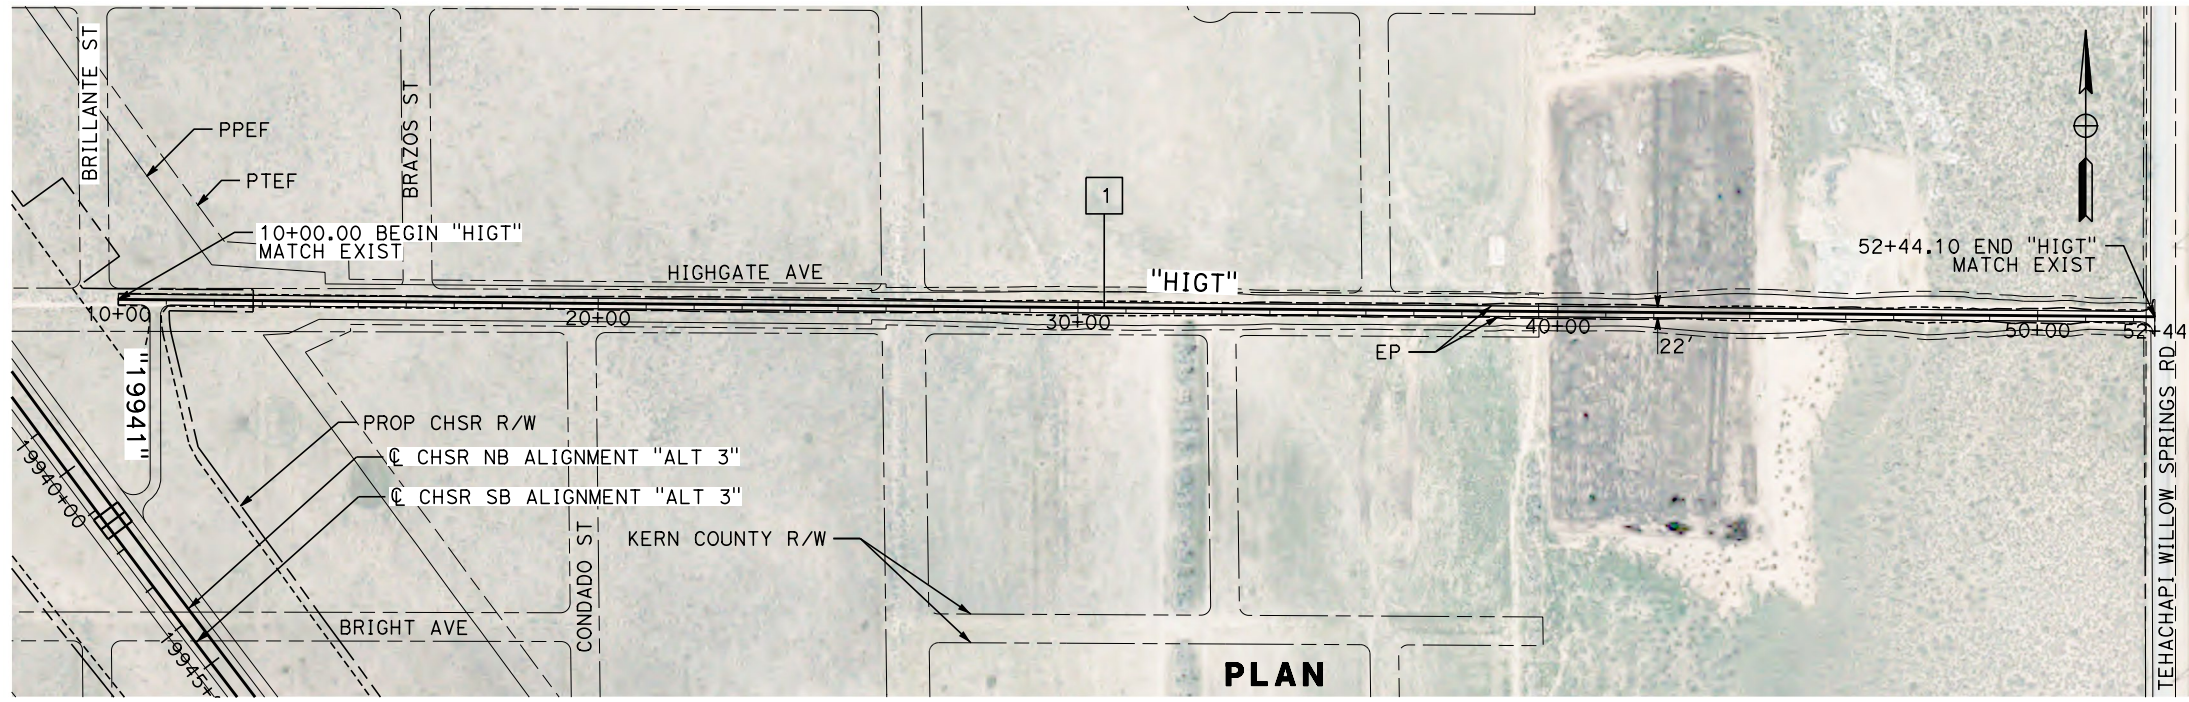 BRILLANTE ST
BRAZOS ST
PPEF
PTEF
1
10+00.00 BEGIN "HIGT"
MATCH EXIST
52+44.10 END "HIGT"
MATCH EXIST
HIGHGATE AVE
"HIGT"
10+00
20+00
30+00
40+00
50+00
52+44
EP
22'
"19941"
PROP CHSR R/W
℄ CHSR NB ALIGNMENT "ALT 3"
℄ CHSR SB ALIGNMENT "ALT 3"
19940+00
KERN COUNTY R/W
CONDADO ST
BRIGHT AVE
19945+
TEHACHAPI WILLOW SPRINGS RD
PLAN